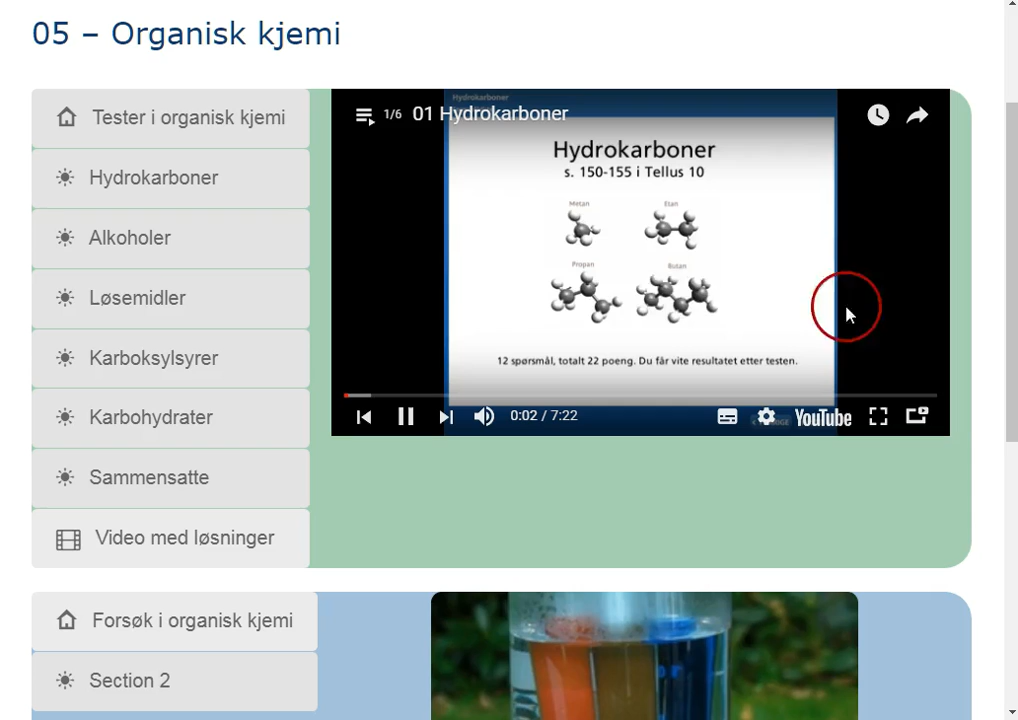 05 – Organisk kjemi
Tester i organisk kjemi
Hydrokarboner
Alkoholer
Løsemidler
Karboksylsyrer
Karbohydrater
Sammensatte
Video med løsninger
Hydrokarboner
1/6 01 Hydrokarboner
Hydrokarboner
s. 150-155 i Tellus 10
Metan Etan
Propan Butan
12 spørsmål, totalt 22 poeng. Du får vite resultatet etter testen.
0:02 / 7:22
YouTube
Forsøk i organisk kjemi
Section 2